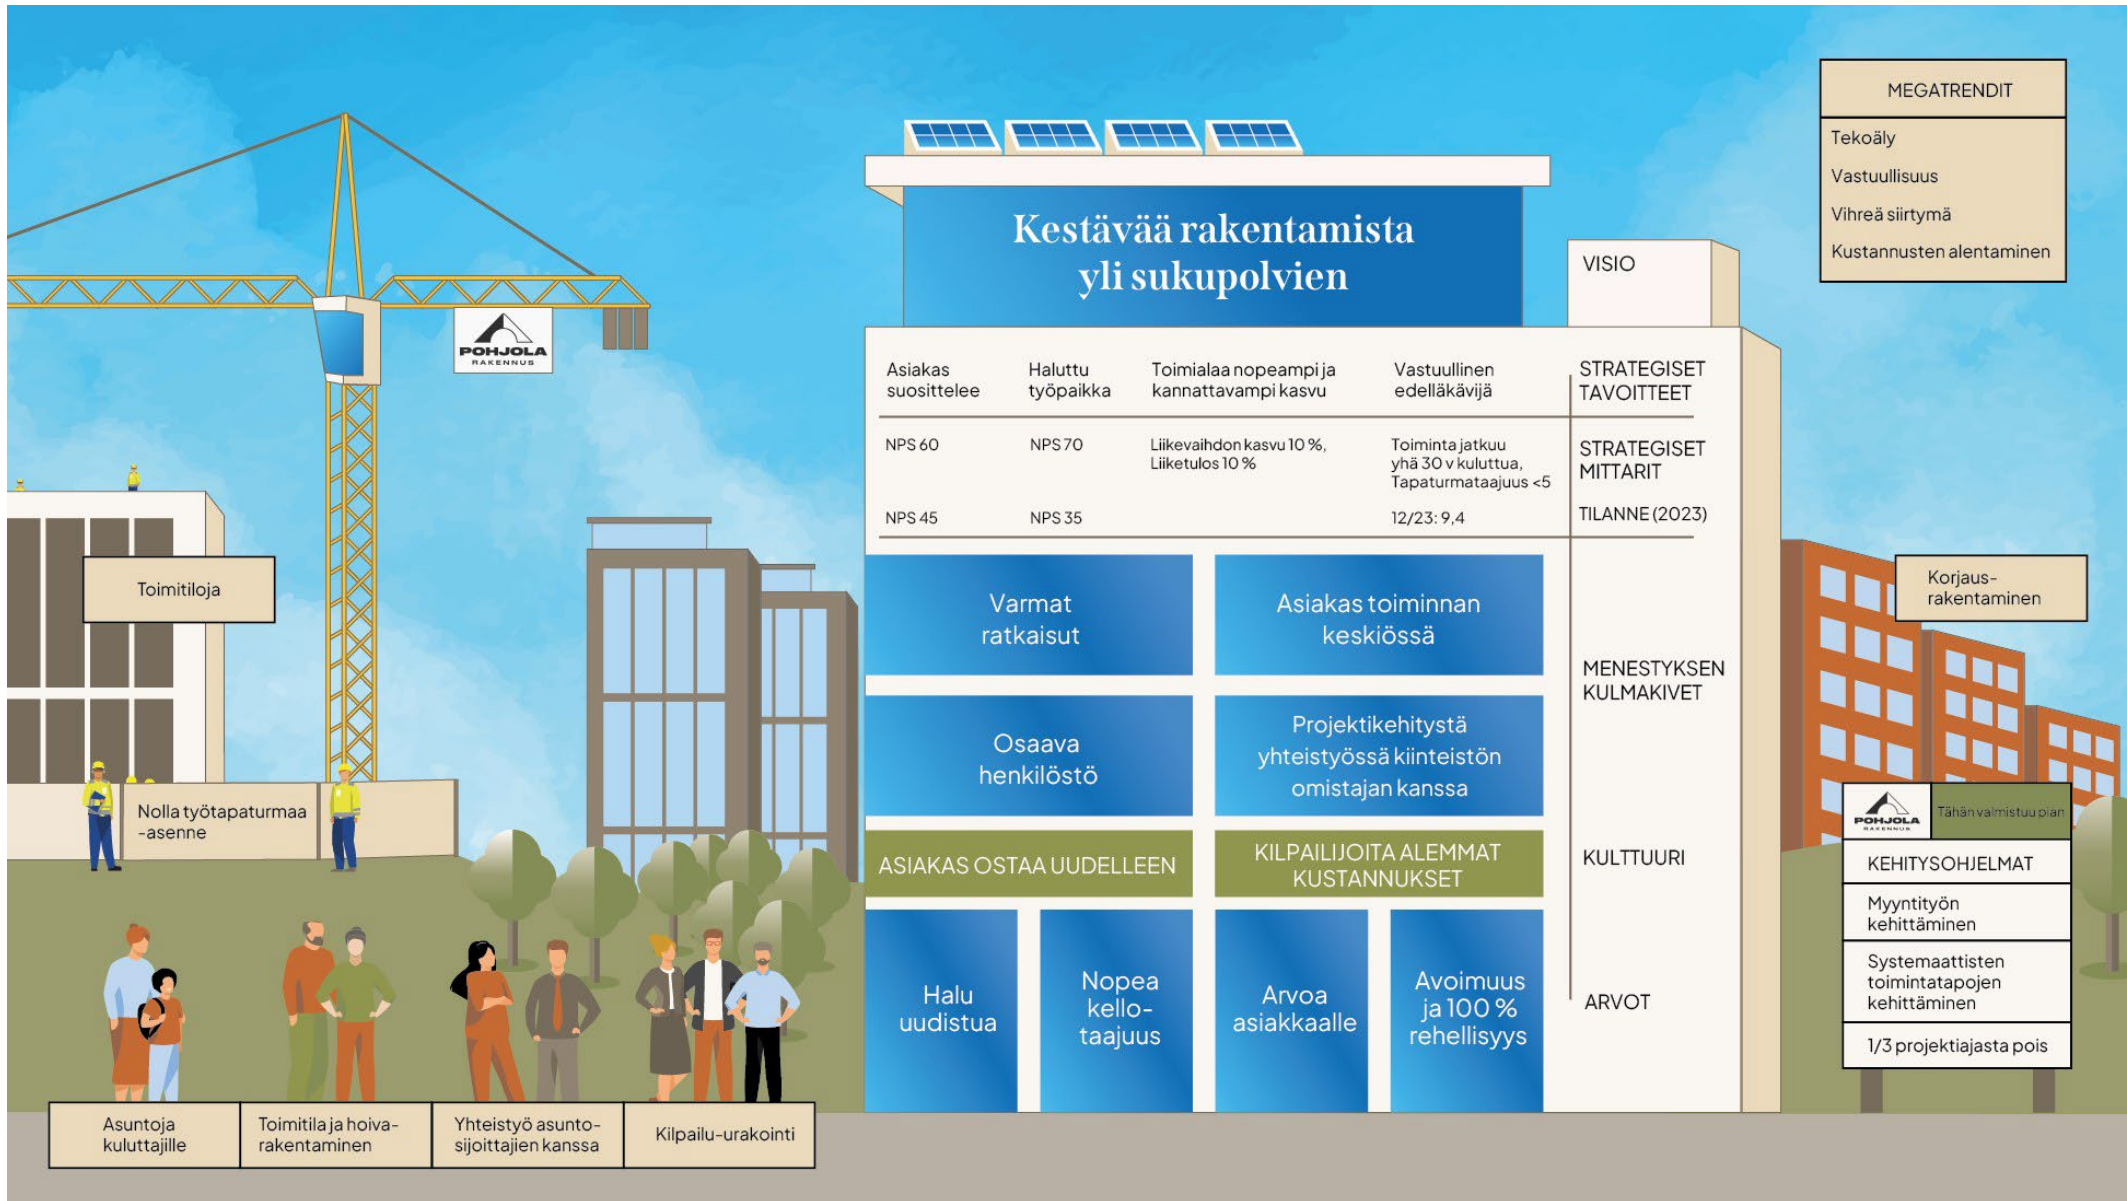 MEGATRENDIT
Tekoäly
Vastuullisuus
Vihreä siirtymä
Kustannusten alentaminen
Kestävää rakentamista
yli sukupolvien
VISIO
POHJOLA
RAKENNUS
Asiakas
suosittelee
Haluttu
työpaikka
Toimialaa nopeampi ja
kannattavampi kasvu
Vastuullinen
edelläkävijä
STRATEGISET
TAVOITTEET
NPS 60
NPS 70
Liikevaihdon kasvu 10 %,
Liiketulos 10 %
Toiminta jatkuu
yhä 30 v kuluttua,
Tapaturmataajuus <5
STRATEGISET
MITTARIT
NPS 45
NPS 35
12/23: 9,4
TILANNE (2023)
Toimitiloja
Varmat
ratkaisut
Asiakas toiminnan
keskiössä
Korjaus-
rakentaminen
MENESTYKSEN
KULMAKIVET
Osaava
henkilöstö
Projektikehitystä
yhteistyössä kiinteistön
omistajan kanssa
Nolla työtapaturmaa
-asenne
ASIAKAS OSTAA UUDELLEEN
KILPAILIJOITA ALEMMAT
KUSTANNUKSET
KULTTUURI
POHJOLA
RAKENNUS
Tähän valmistuu pian
KEHITYSOHJELMAT
Myyntityön
kehittäminen
Systemaattisten
toimintatapojen
kehittäminen
1/3 projektiajasta pois
Halu
uudistua
Nopea
kello-
taajuus
Arvoa
asiakkaalle
Avoimuus
ja 100 %
rehellisyys
ARVOT
Asuntoja
kuluttajille
Toimitila ja hoiva-
rakentaminen
Yhteistyö asunto-
sijoittajien kanssa
Kilpailu-urakointi